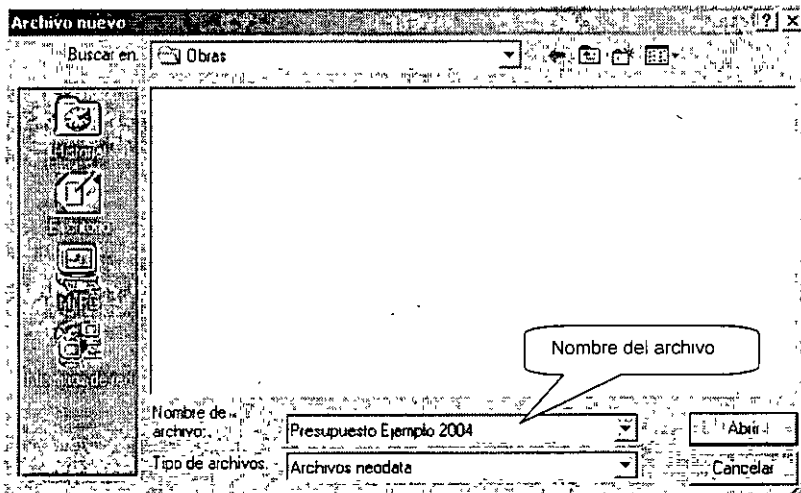 Archivo nuevo
Buscar en
Obras
Historial
Escritorio
Nombre del archivo
Nombre de
archivo:
Presupuesto Ejemplo 2004
Abrir
Tipo de archivos.
Archivos neodata
Cancelar